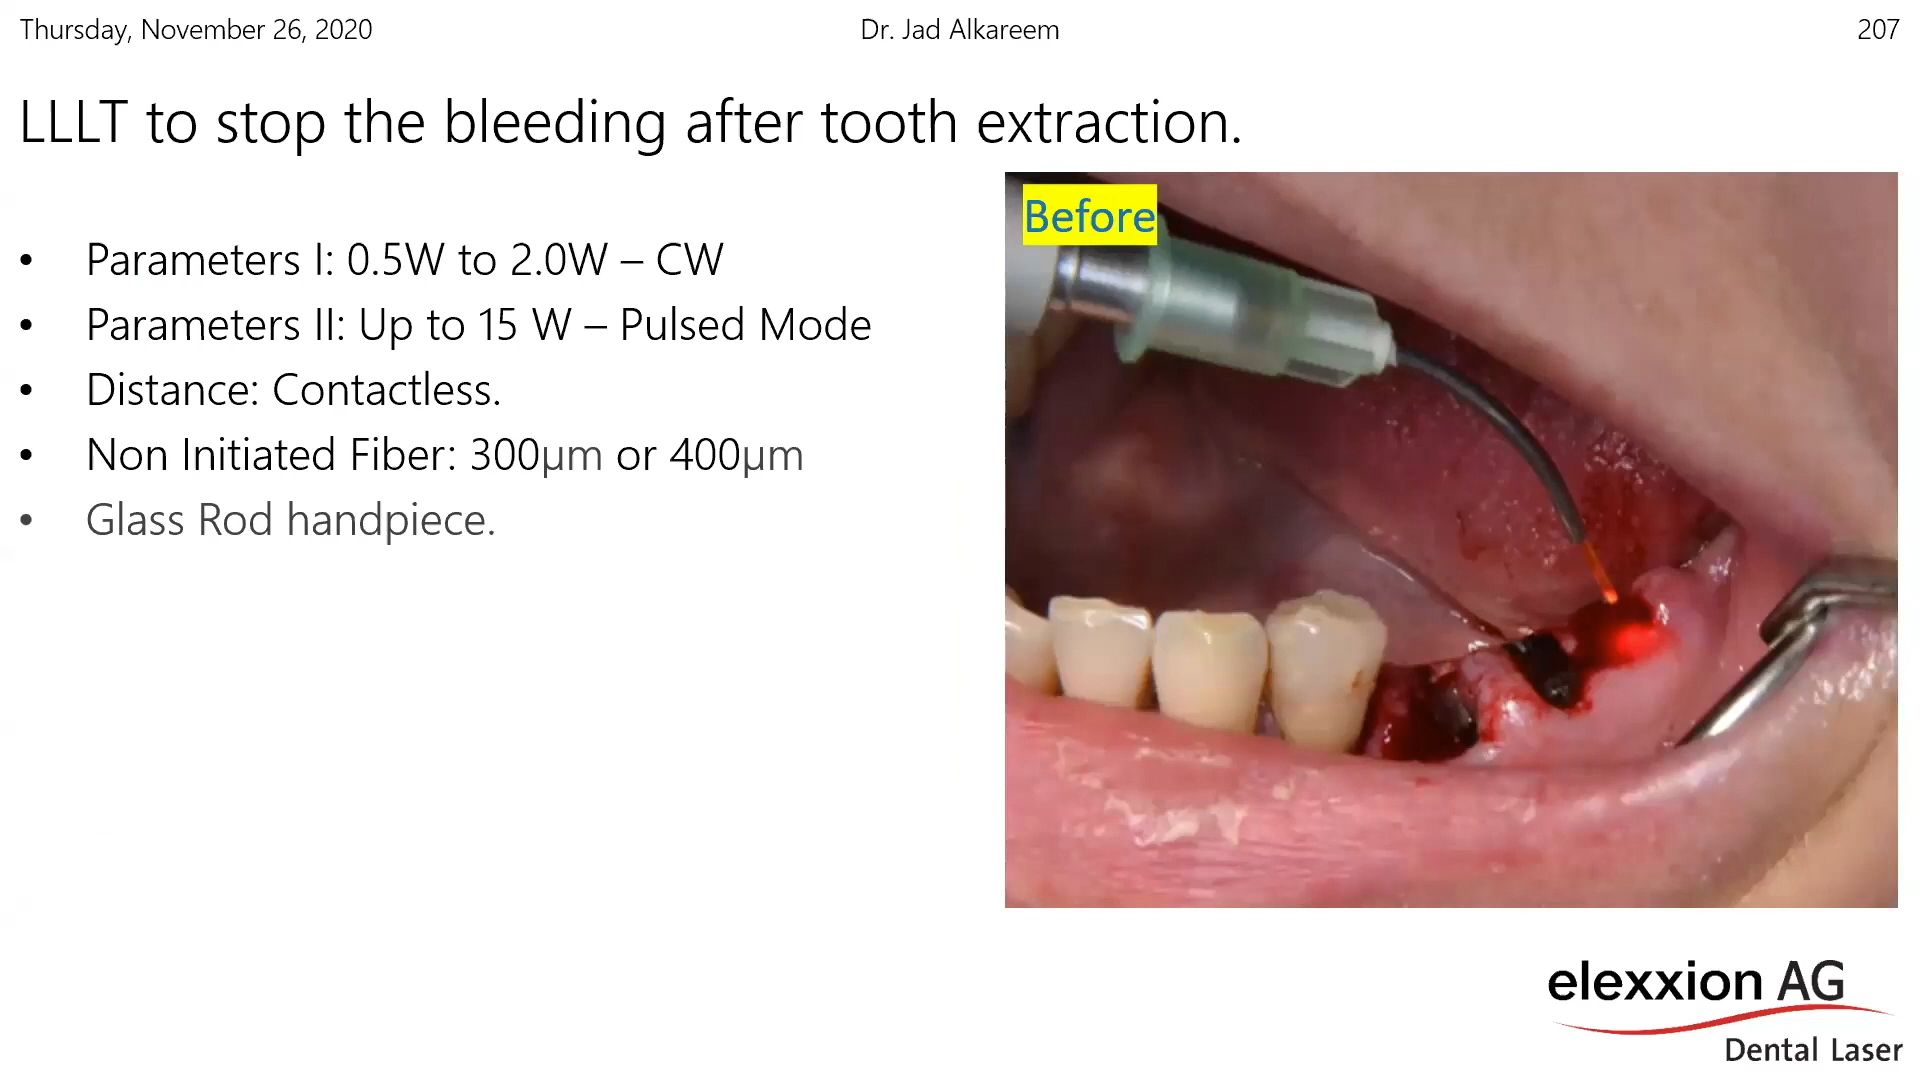 Thursday, November 26, 2020
Dr. Jad Alkareem
207
LLLT to stop the bleeding after tooth extraction.
• Parameters I: 0.5W to 2.0W – CW
• Parameters II: Up to 15 W – Pulsed Mode
• Distance: Contactless.
• Non Initiated Fiber: 300µm or 400µm
• Glass Rod handpiece.
Before
elexxion AG
Dental Laser